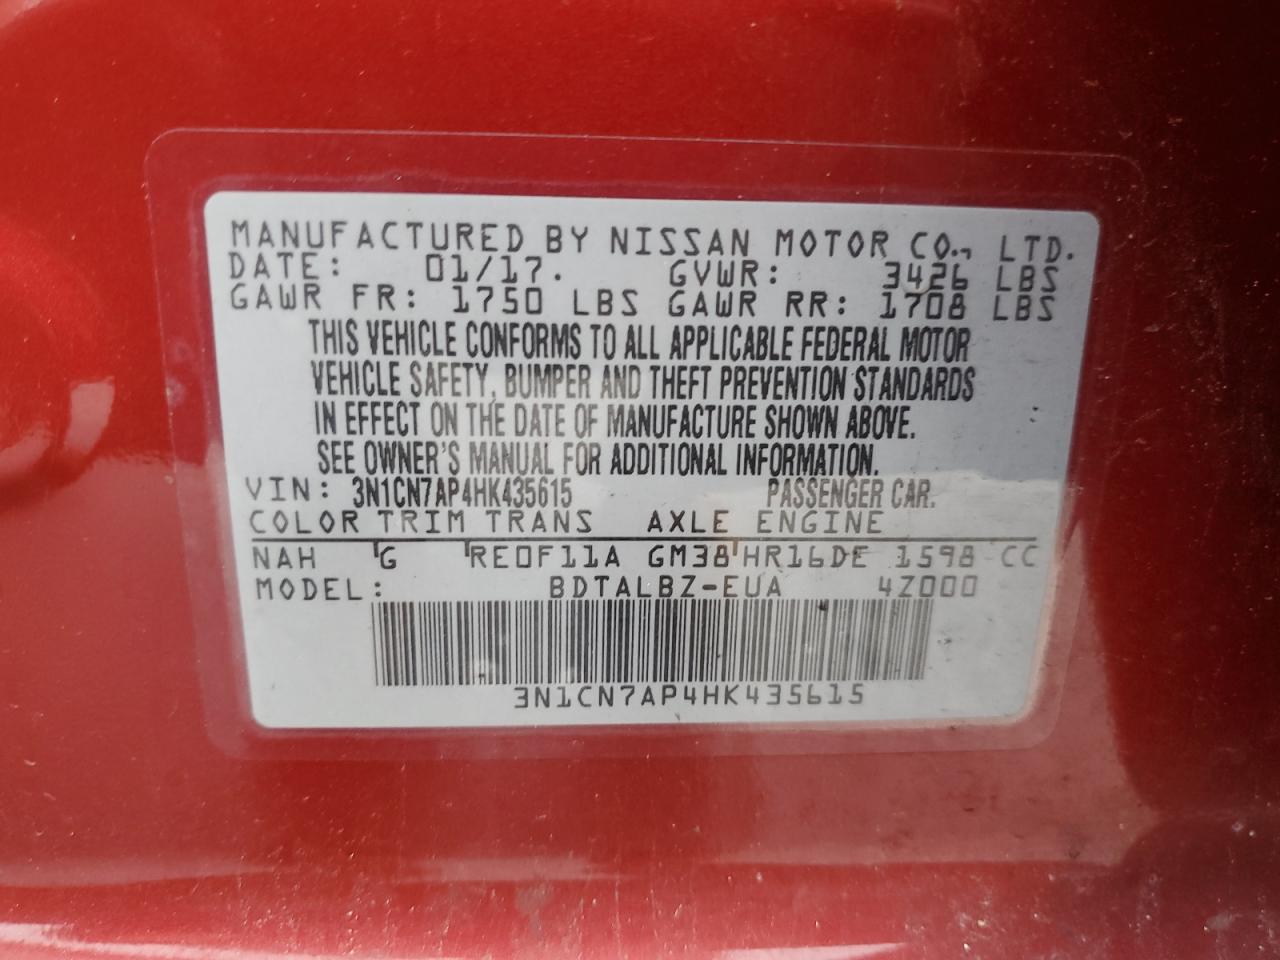 MANUFACTURED BY NISSAN MOTOR CO., LTD.
DATE: 01/17. GVWR: 3426 LBS
GAWR FR: 1750 LBS GAWR RR: 1708 LBS
THIS VEHICLE CONFORMS TO ALL APPLICABLE FEDERAL MOTOR
VEHICLE SAFETY, BUMPER AND THEFT PREVENTION STANDARDS
IN EFFECT ON THE DATE OF MANUFACTURE SHOWN ABOVE.
SEE OWNER'S MANUAL FOR ADDITIONAL INFORMATION.
VIN: 3N1CN7AP4HK435615 PASSENGER CAR.
COLOR TRIM TRANS AXLE ENGINE
NAH G RE0F11A GM38 HR16DE 1598 CC
MODEL: BDTALBZ-EUA 4Z000
3N1CN7AP4HK435615